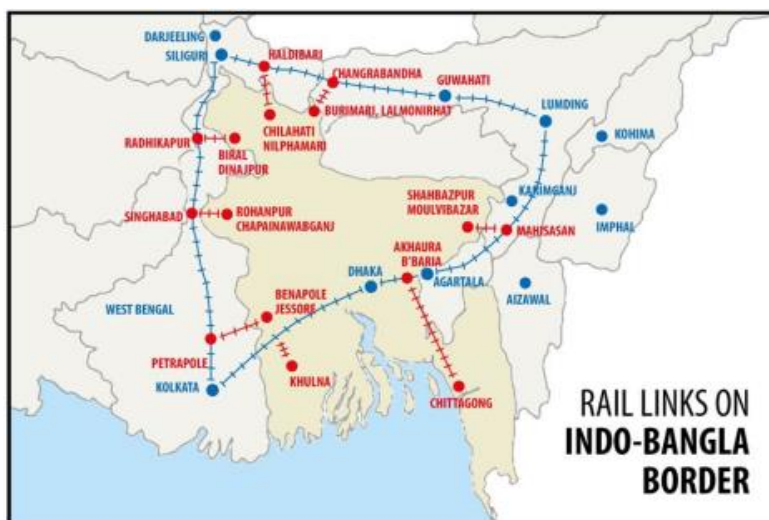 DARJEELING
SILIGURI
HALDIBARI
CHANGRABANDHA
GUWAHATI
BURIMARI, LALMONIRHAT
LUMDING
KOHIMA
CHILAHATI
NILPHAMARI
RADHIKAPUR
BIRAL
DINAJPUR
SHAHBAZPUR
MOULVIBAZAR
KARIMGANJ
SINGHABAD
ROHANPUR
CHAPAINAWABGANJ
MAHISASAN
IMPHAL
AKHAURA
B'BARIA
DHAKA
AGARTALA
AIZAWAL
WEST BENGAL
BENAPOLE
JESSORE
PETRAPOLE
KOLKATA
KHULNA
CHITTAGONG
RAIL LINKS ON
INDO-BANGLA
BORDER